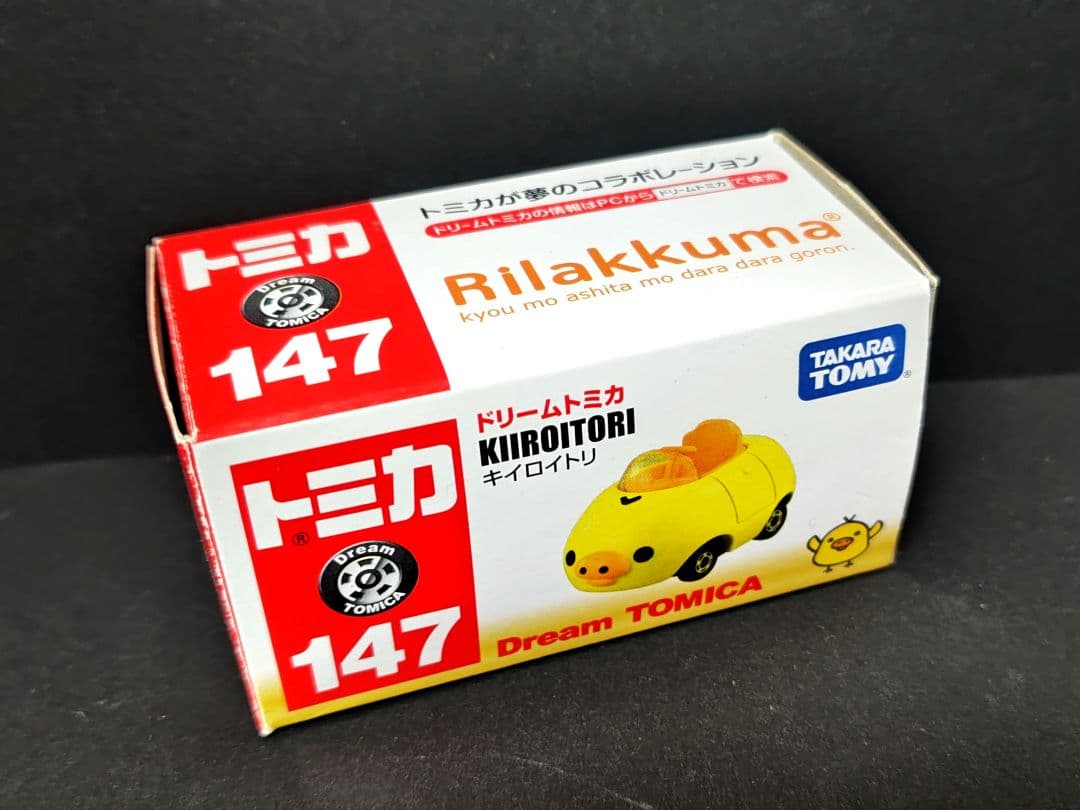 トミカが夢のコラボレーション
ドリームトミカの情報はPCから ドリームトミカ で検索
トミカ
Dream
TOMICA
147
Rilakkuma®
kyou mo ashita mo dara dara goron.
TAKARA
TOMY®
トミカ®
Dream
TOMICA
147
ドリームトミカ
KIIROITORI
キイロイトリ
Dream TOMICA